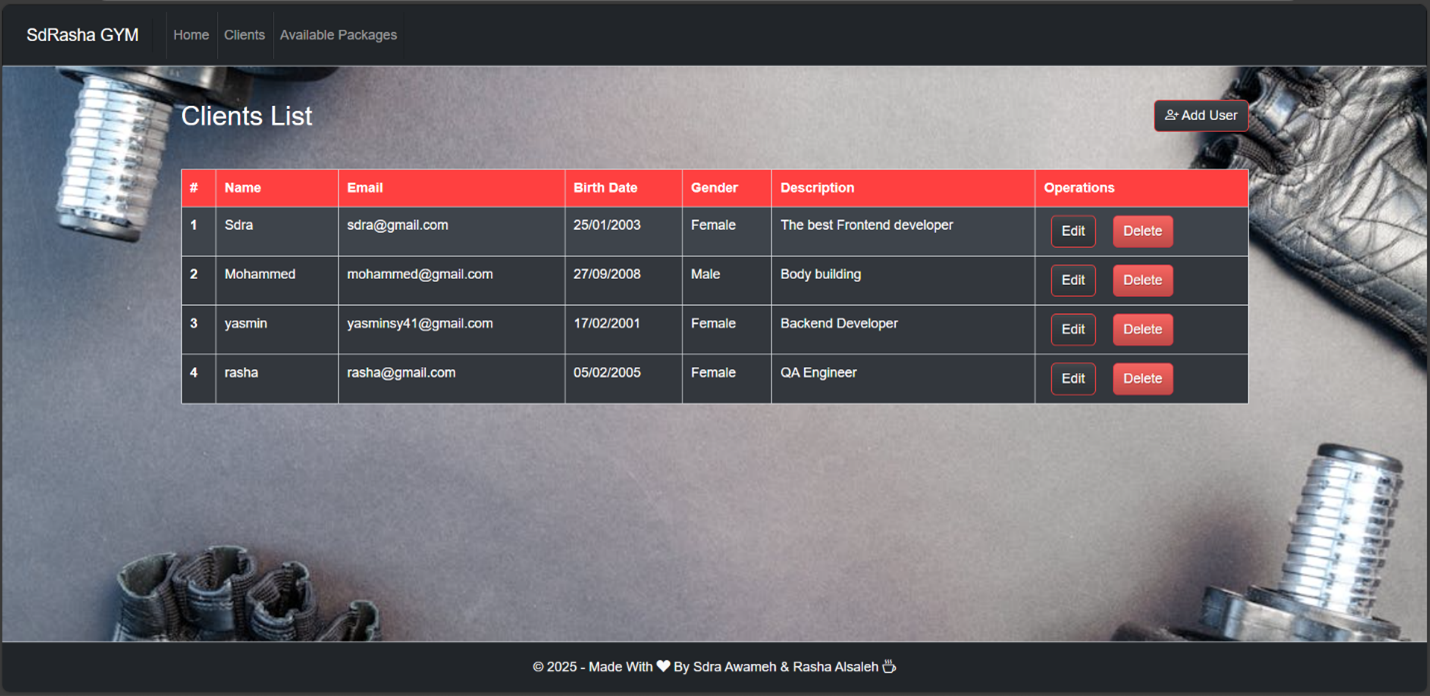 SdRasha GYM Home Clients Available Packages
Clients List
Add User
# Name Email Birth Date Gender Description Operations
1 Sdra sdra@gmail.com 25/01/2003 Female The best Frontend developer Edit Delete
2 Mohammed mohammed@gmail.com 27/09/2008 Male Body building Edit Delete
3 yasmin yasminsy41@gmail.com 17/02/2001 Female Backend Developer Edit Delete
4 rasha rasha@gmail.com 05/02/2005 Female QA Engineer Edit Delete
© 2025 - Made With ❤ By Sdra Awameh & Rasha Alsaleh